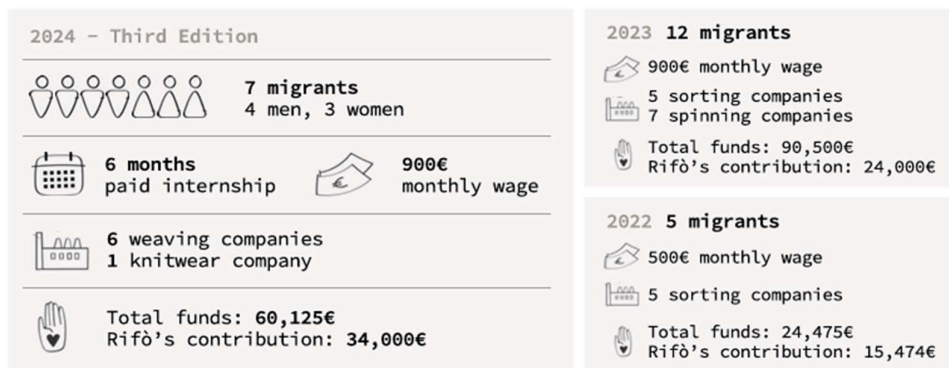 2024 - Third Edition
7 migrants
4 men, 3 women
6 months
paid internship
900€
monthly wage
6 weaving companies
1 knitwear company
Total funds: 60,125€
Rifò's contribution: 34,000€
2023 12 migrants
900€ monthly wage
5 sorting companies
7 spinning companies
Total funds: 90,500€
Rifò's contribution: 24,000€
2022 5 migrants
500€ monthly wage
5 sorting companies
Total funds: 24,475€
Rifò's contribution: 15,474€